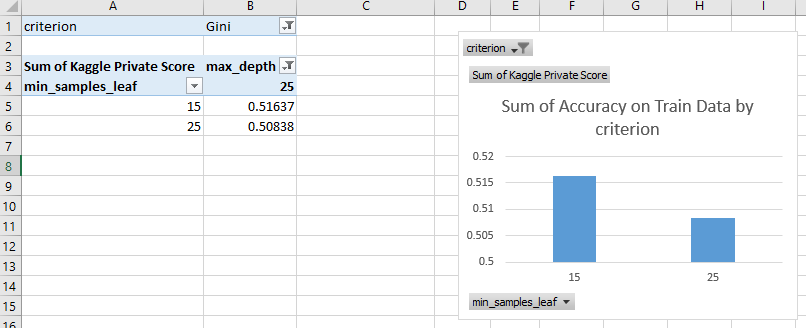 A B C D E F G H I
1 criterion Gini
2
3 Sum of Kaggle Private Score max_depth
4 min_samples_leaf 25
5 15 0.51637
6 25 0.50838
7
8
9
10
11
12
13
14
15
16
criterion
Sum of Kaggle Private Score
Sum of Accuracy on Train Data by
criterion
0.52
0.515
0.51
0.505
0.5
15 25
min_samples_leaf